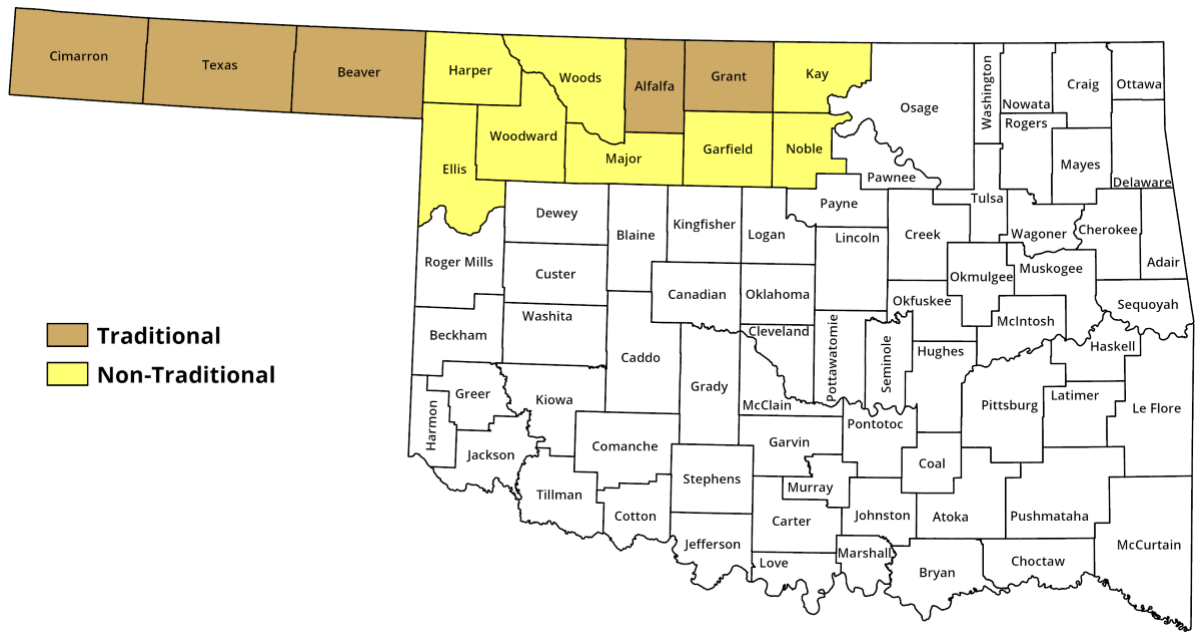 Cimarron
Texas
Beaver
Harper
Woods
Alfalfa
Grant
Kay
Osage
Washington
Nowata
Craig
Ottawa
Rogers
Woodward
Major
Garfield
Noble
Ellis
Pawnee
Mayes
Delaware
Tulsa
Dewey
Blaine
Kingfisher
Logan
Payne
Lincoln
Creek
Wagoner
Cherokee
Adair
Roger Mills
Custer
Canadian
Oklahoma
Okmulgee
Muskogee
Okfuskee
Sequoyah
Washita
McIntosh
Beckham
Cleveland
Pottawatomie
Seminole
Hughes
Haskell
Traditional
Caddo
Non-Traditional
Grady
Greer
Kiowa
McClain
Pittsburg
Latimer
Le Flore
Harmon
Pontotoc
Jackson
Comanche
Garvin
Coal
Stephens
Murray
Tillman
Cotton
Carter
Johnston
Atoka
Pushmataha
Jefferson
Love
Marshall
Bryan
Choctaw
McCurtain